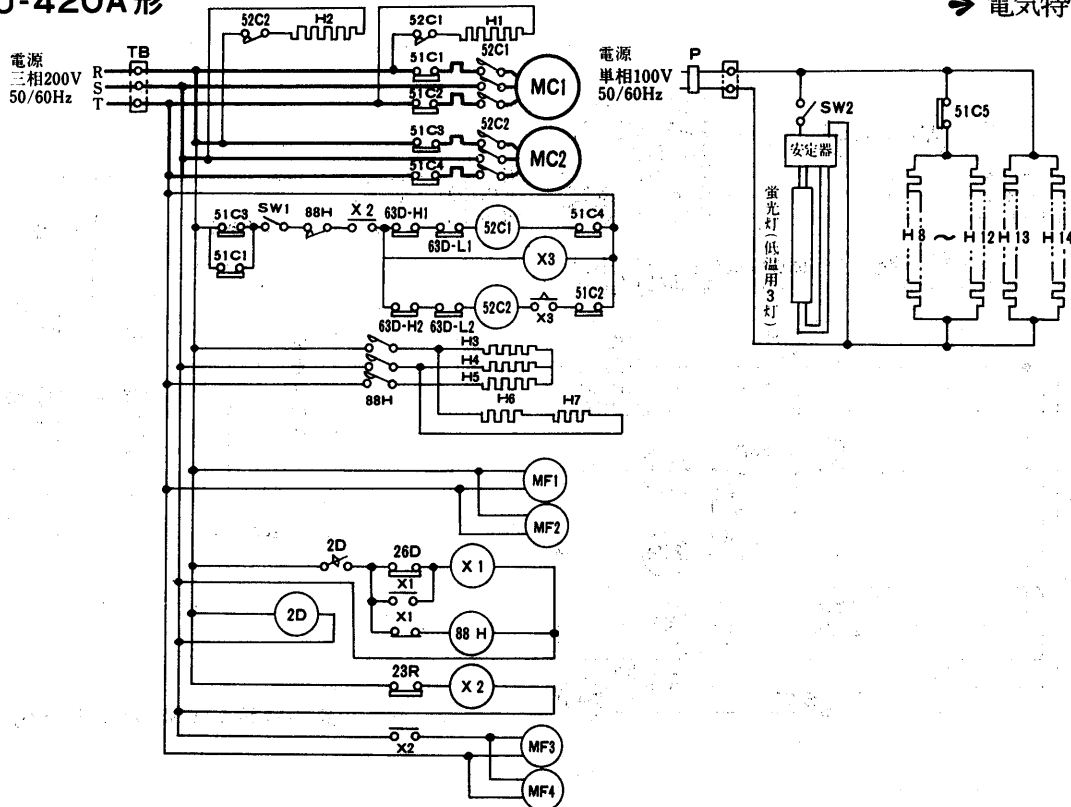 J-420A形
→ 電気特
52C2
H2
52C1
H1
電源
三相200V
50/60Hz
TB
R
S
T
51C1
52C1
51C2
MC1
51C3
52C2
51C4
MC2
電源
単相100V
50/60Hz
P
SW2
51C5
安定器
蛍光灯(低温用3灯)
H8 ～ H12
H13
H14
51C3
SW1
88H
X2
63D-H1
63D-L1
52C1
51C4
51C1
X3
63D-H2
63D-L2
52C2
X3
51C2
H3
H4
H5
88H
H6
H7
MF1
MF2
2D
26D
X1
X1
X1
2D
88H
23R
X2
X2
MF3
MF4